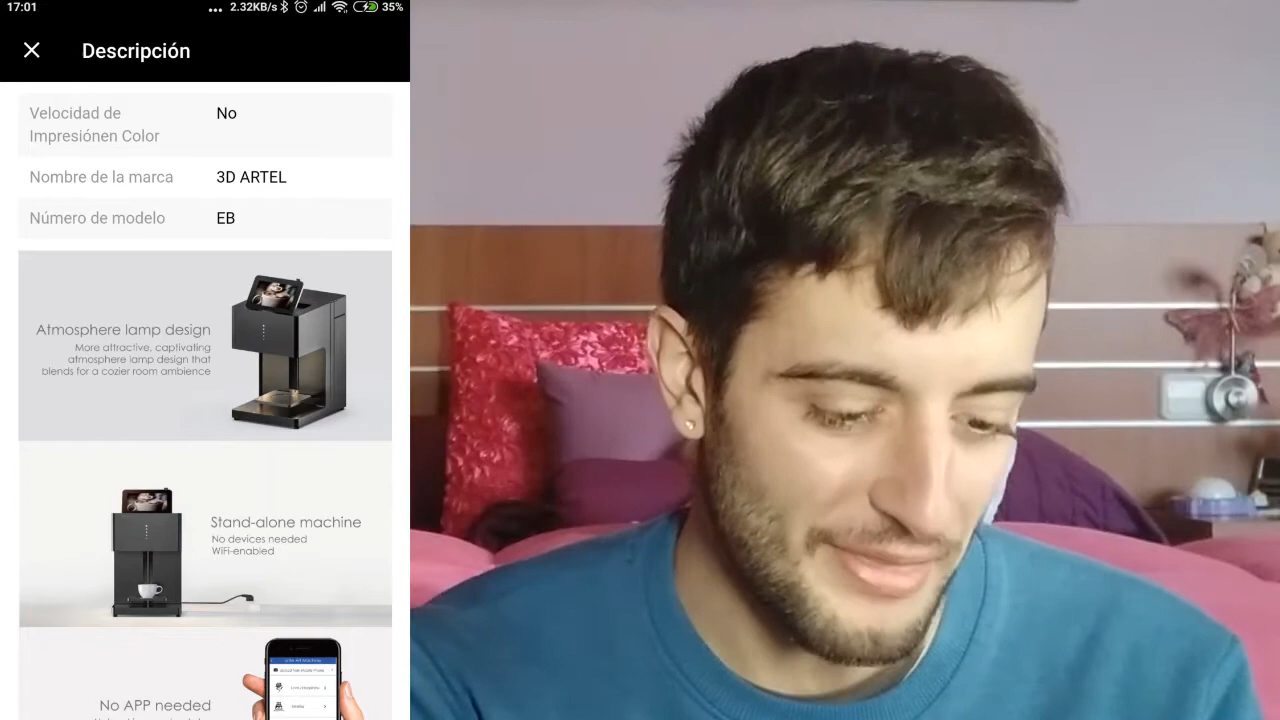 17:01
... 2.32KB/s 35%
Descripción
Velocidad de
Impresiónen Color
No
Nombre de la marca
3D ARTEL
Número de modelo
EB
Atmosphere lamp design
More attractive, captivating
atmosphere lamp design that
blends for a cozier room ambience
Stand-alone machine
No devices needed
WiFi-enabled
No APP needed